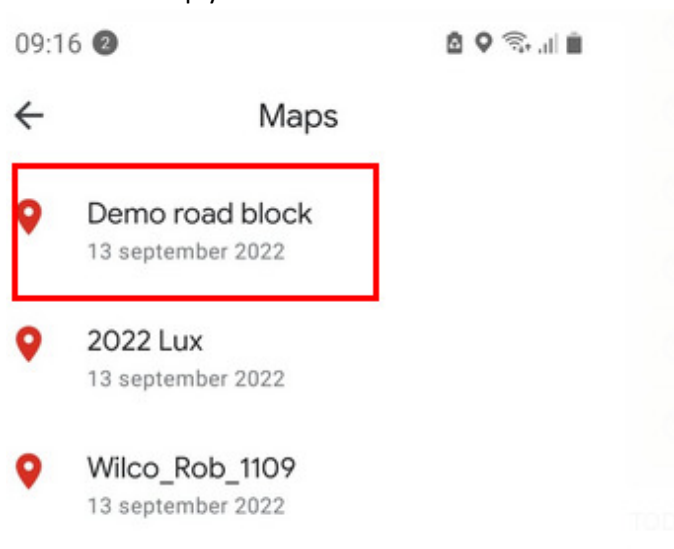 09:16 2
Maps
Demo road block
13 september 2022
2022 Lux
13 september 2022
Wilco_Rob_1109
13 september 2022